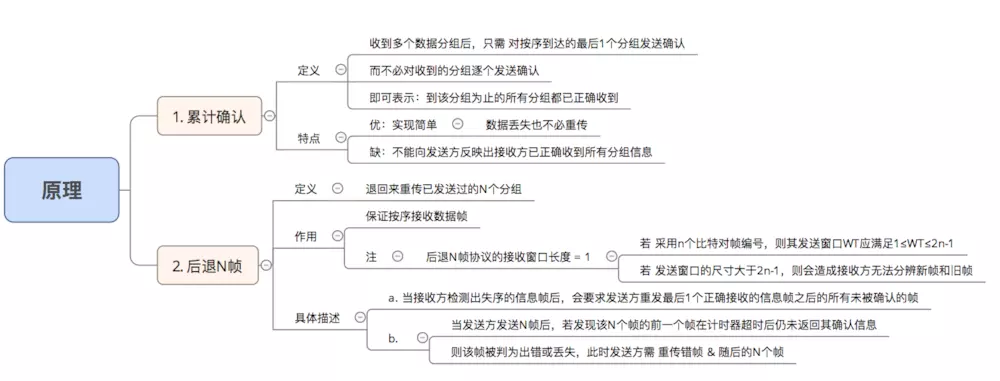 原理
1. 累计确认
定义
收到多个数据分组后，只需 对按序到达的最后1个分组发送确认
而不必对收到的分组逐个发送确认
即可表示：到该分组为止的所有分组都已正确收到
特点
优：实现简单
数据丢失也不必重传
缺：不能向发送方反映出接收方已正确收到所有分组信息
2. 后退N帧
定义
退回来重传已发送过的N个分组
作用
保证按序接收数据帧
注
后退N帧协议的接收窗口长度 = 1
若 采用n个比特对帧编号，则其发送窗口WT应满足1≤WT≤2n-1
若 发送窗口的尺寸大于2n-1，则会造成接收方无法分辨新帧和旧帧
具体描述
a. 当接收方检测出失序的信息帧后，会要求发送方重发最后1个正确接收的信息帧之后的所有未被确认的帧
b.
当发送方发送N帧后，若发现该N个帧的前一个帧在计时器超时后仍未返回其确认信息
则该帧被判为出错或丢失，此时发送方需 重传错帧 & 随后的N个帧